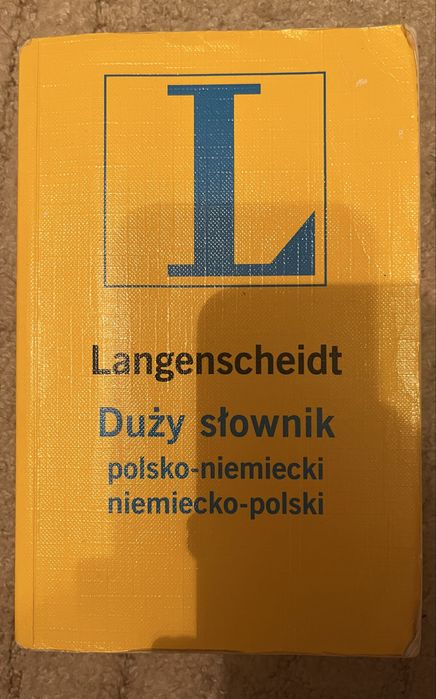 L
Langenscheidt
Duży słownik
polsko-niemiecki
niemiecko-polski